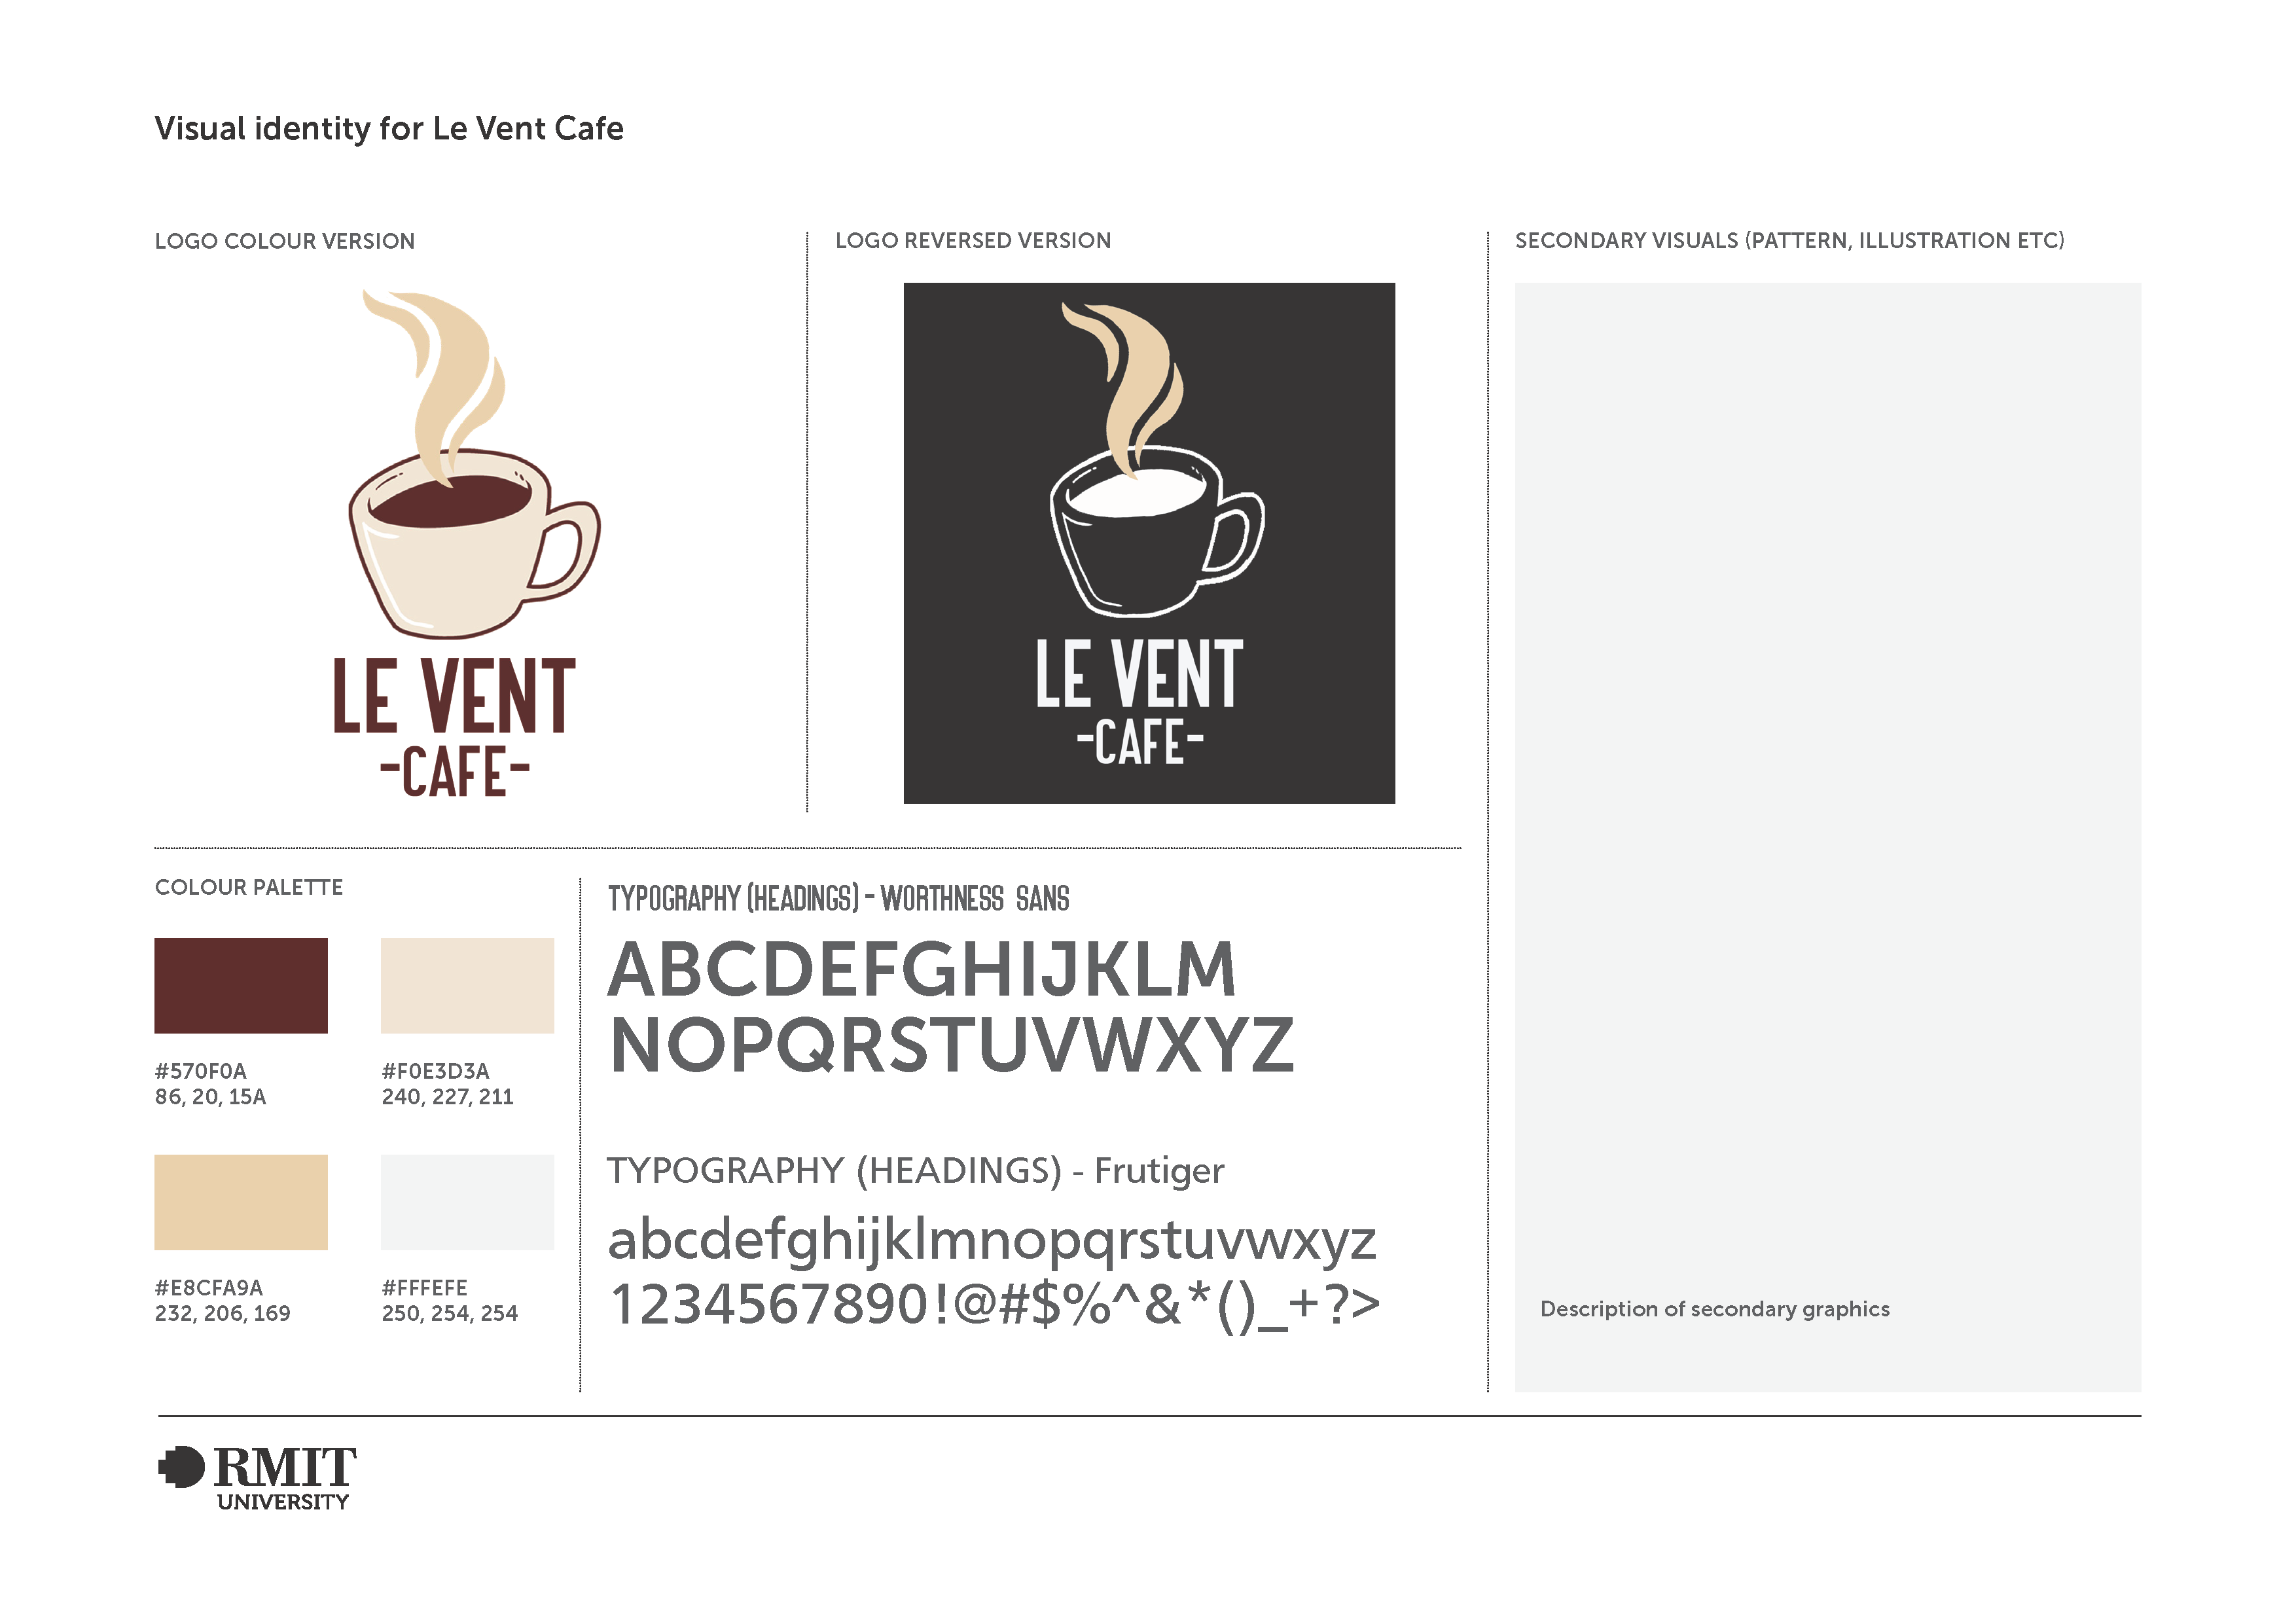 Visual identity for Le Vent Cafe
LOGO COLOUR VERSION
LE VENT
-CAFE-
LOGO REVERSED VERSION
LE VENT
-CAFE-
SECONDARY VISUALS (PATTERN, ILLUSTRATION ETC)
Description of secondary graphics
COLOUR PALETTE
#570F0A
86, 20, 15A
#F0E3D3A
240, 227, 211
#E8CFA9A
232, 206, 169
#FFFEFE
250, 254, 254
TYPOGRAPHY (HEADINGS) - WORTHNESS SANS
ABCDEFGHIJKLM
NOPQRSTUVWXYZ
TYPOGRAPHY (HEADINGS) - Frutiger
abcdefghijklmnopqrstuvwxyz
1234567890!@#$%^&*()_+?>
RMIT
UNIVERSITY